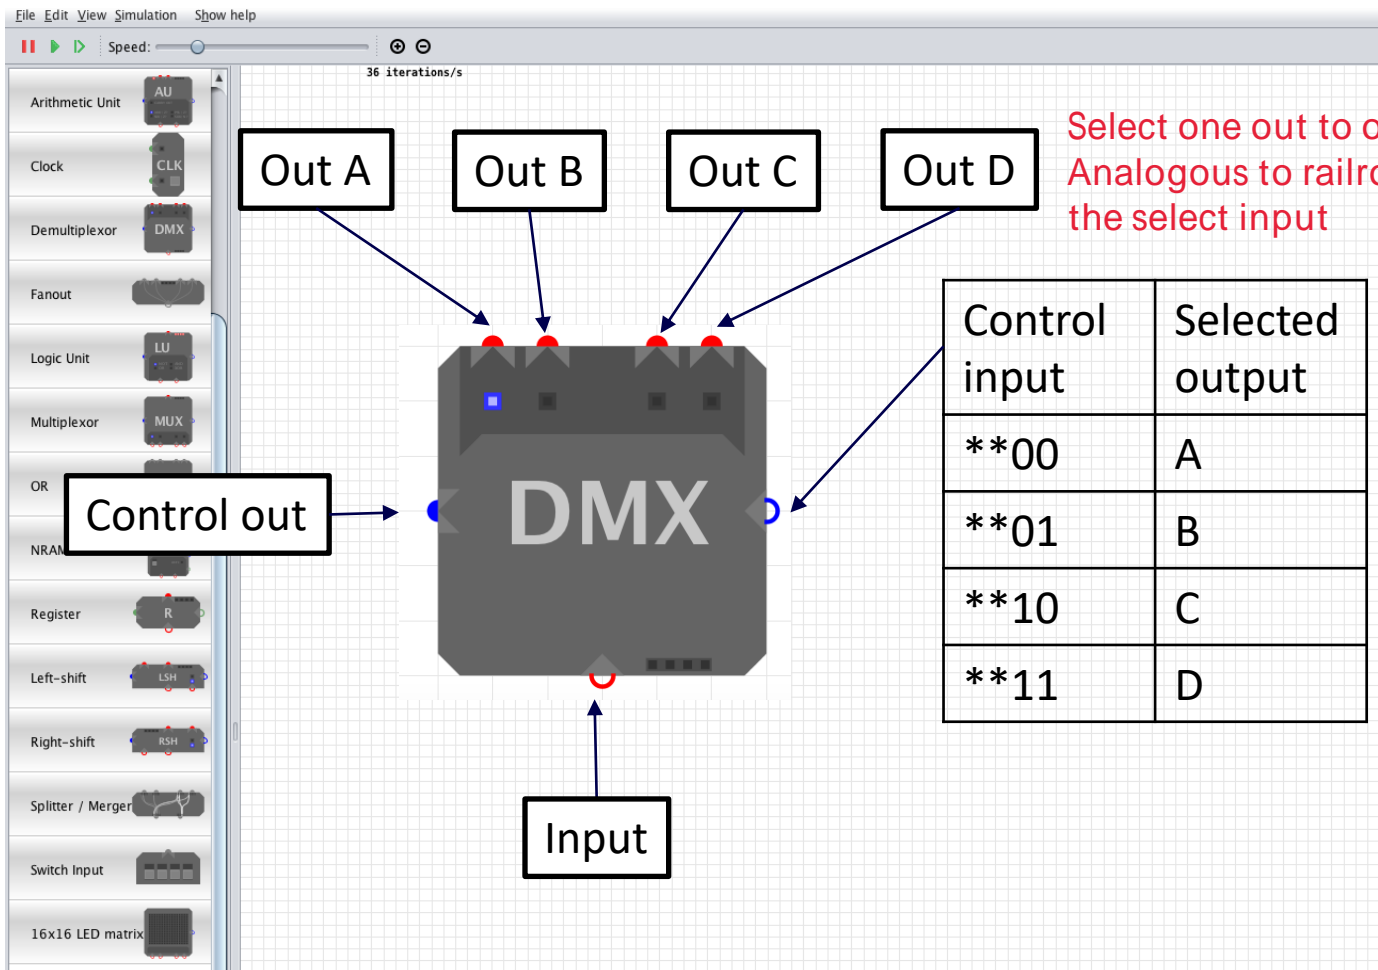 File Edit View Simulation Show help
Speed:
36 iterations/s
Arithmetic Unit
AU
Clock
CLK
Demultiplexor
DMX
Fanout
Logic Unit
LU
Multiplexor
MUX
OR
Register
R
Left-shift
LSH
Right-shift
RSH
Splitter / Merger
Switch Input
16x16 LED matrix
Out A
Out B
Out C
Out D
Select one out to
Analogous to
the select input
Control out
DMX
Input
Control input Selected output
**00 A
**01 B
**10 C
**11 D